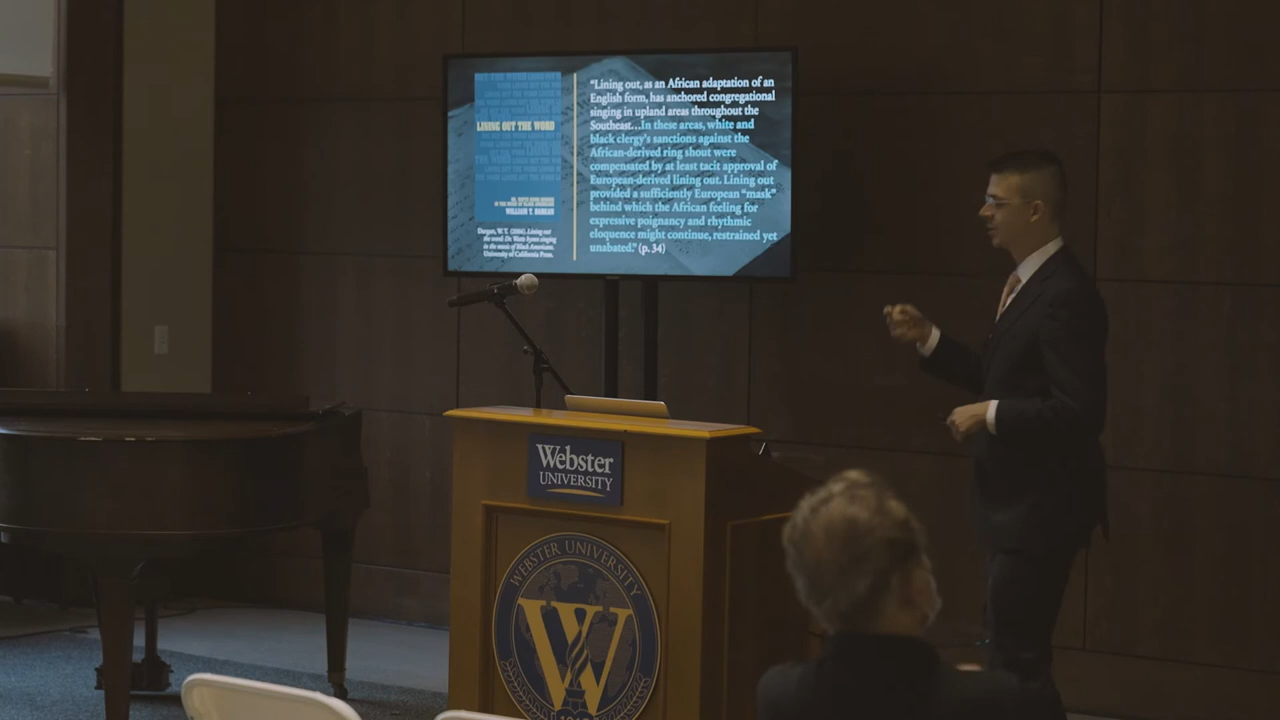 LINING OUT THE WORD
WILLIAM T. DARGAN
Dargan, W. T. (2006). Lining out
the word: Dr. Watts hymn singing
in the music of Black Americans.
University of California Press.
“Lining out, as an African adaptation of an
English form, has anchored congregational
singing in upland areas throughout the
Southeast…In these areas, white and
black clergy’s sanctions against the
African-derived ring shout were
compensated by at least tacit approval of
European-derived lining out. Lining out
provided a sufficiently European “mask”
behind which the African feeling for
expressive poignancy and rhythmic
eloquence might continue, restrained yet
unabated.” (p. 34)
Webster
UNIVERSITY
WEBSTER UNIVERSITY
W